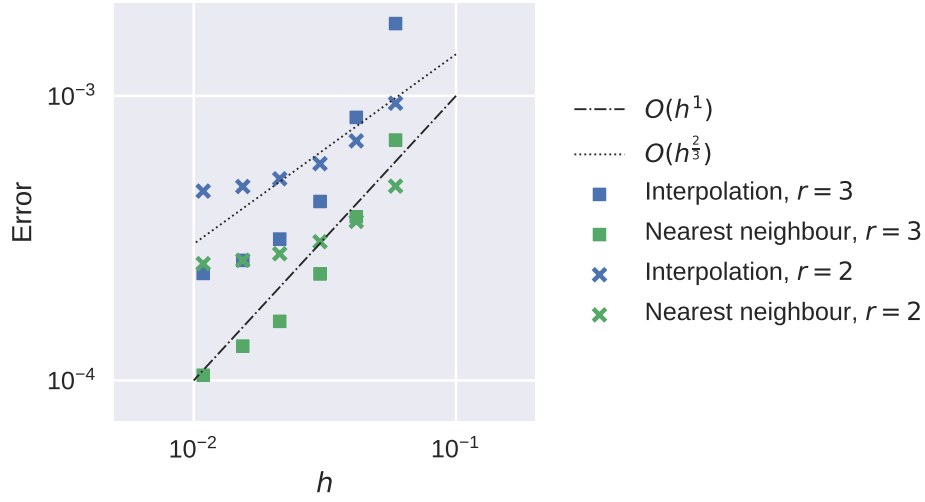 10⁻³
10⁻⁴
Error
10⁻²
10⁻¹
h
O(h¹)
O(h^{2/3})
Interpolation, r = 3
Nearest neighbour, r = 3
Interpolation, r = 2
Nearest neighbour, r = 2